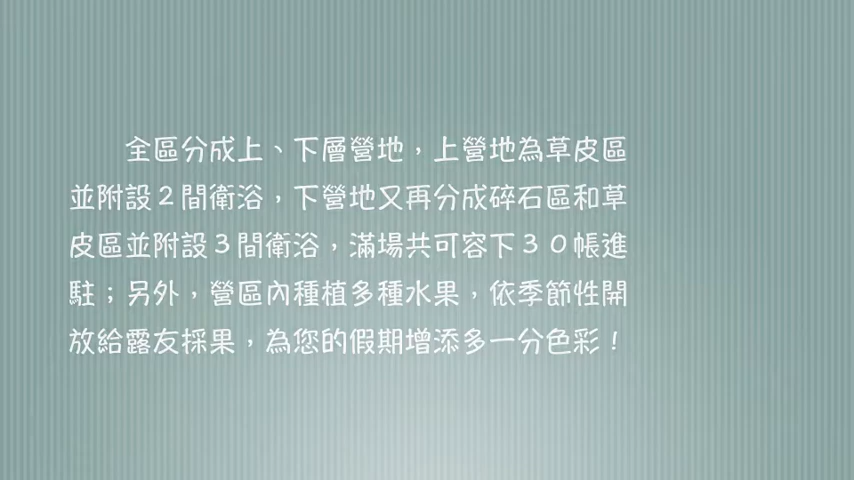 全區分成上、下層營地，上營地為草皮區
並附設２間衛浴，下營地又再分成碎石區和草
皮區並附設３間衛浴，滿場共可容下３０帳進
駐；另外，營區內種植多種水果，依季節性開
放給露友採果，為您的假期增添多一分色彩！